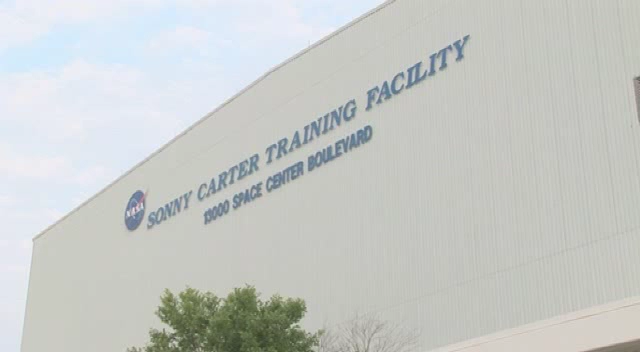 NASA
SONNY CARTER TRAINING FACILITY
13000 SPACE CENTER BOULEVARD